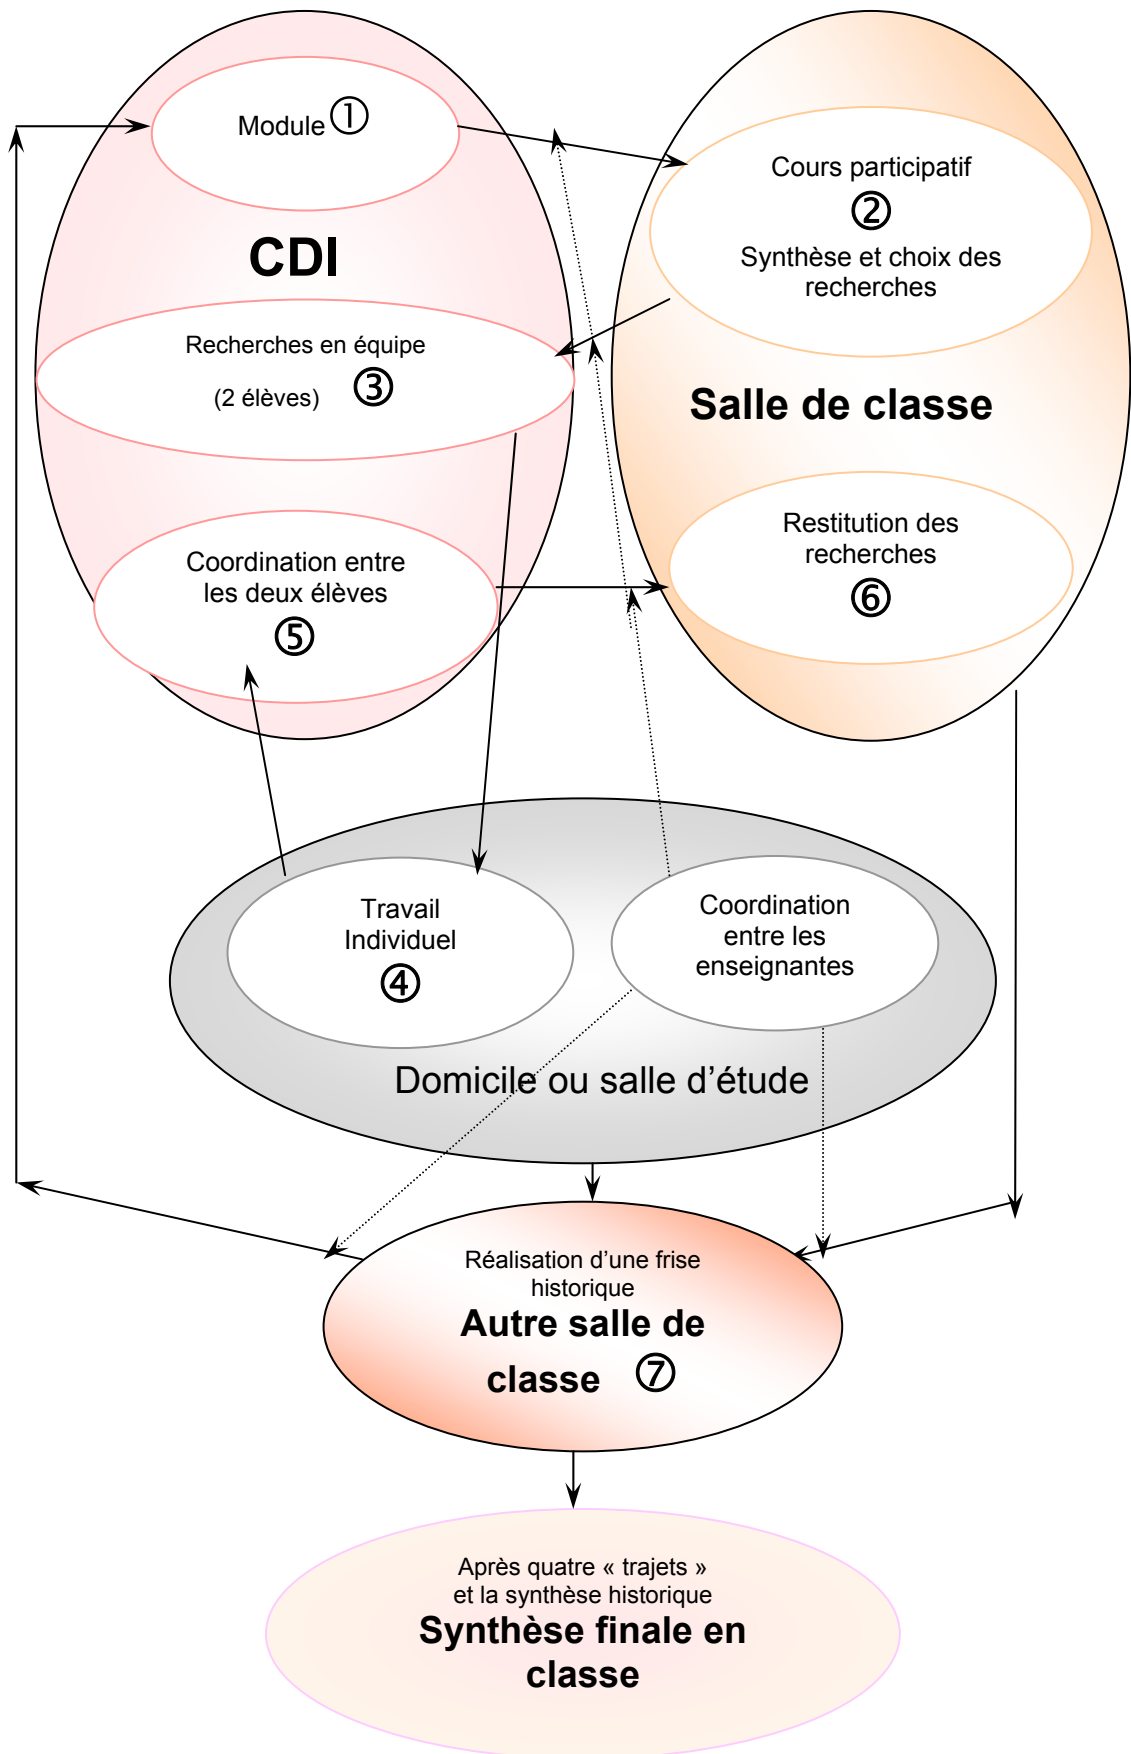 Module ①
CDI
Recherches en équipe
(2 élèves) ③
Coordination entre
les deux élèves
⑤
Cours participatif
②
Synthèse et choix des
recherches
Salle de classe
Restitution des
recherches
⑥
Travail
Individuel
④
Coordination
entre les
enseignantes
Domicile ou salle d’étude
Réalisation d’une frise
historique
Autre salle de
classe ⑦
Après quatre « trajets »
et la synthèse historique
Synthèse finale en
classe